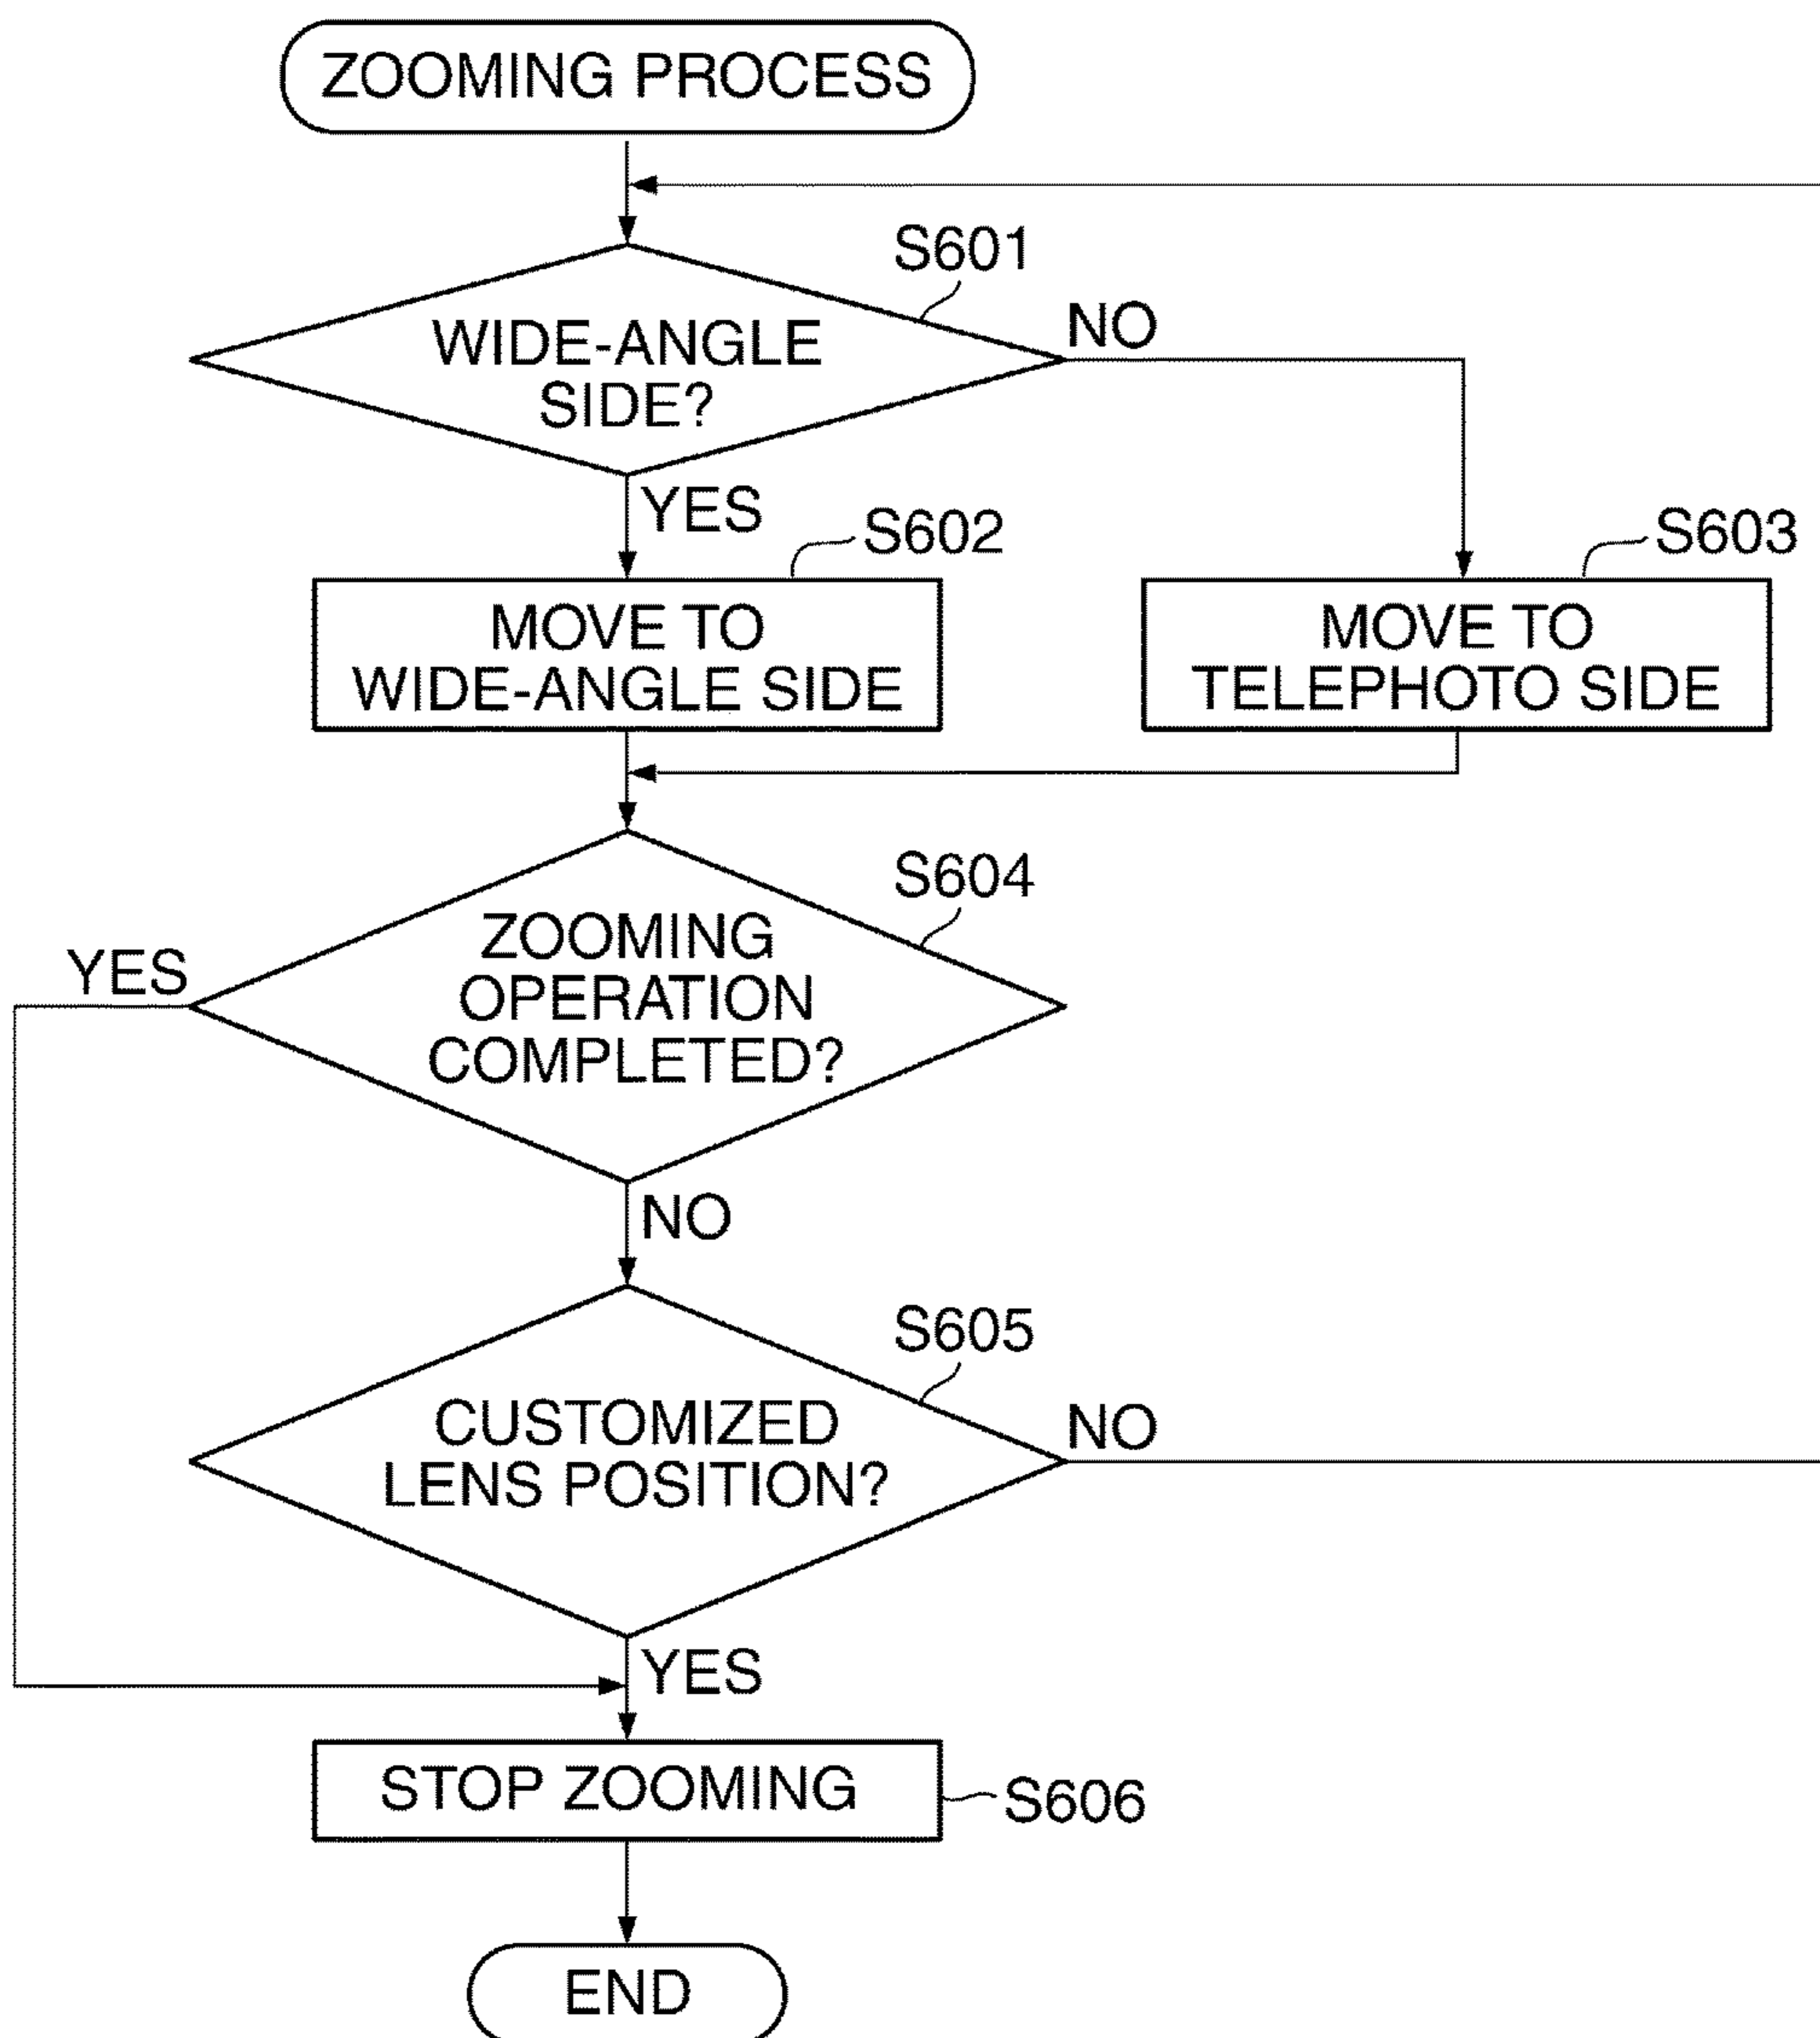 ZOOMING PROCESS
S601
WIDE-ANGLE
SIDE?
NO
YES
S602
S603
MOVE TO
WIDE-ANGLE SIDE
MOVE TO
TELEPHOTO SIDE
S604
ZOOMING
OPERATION
COMPLETED?
YES
NO
S605
CUSTOMIZED
LENS POSITION?
NO
YES
STOP ZOOMING
S606
END